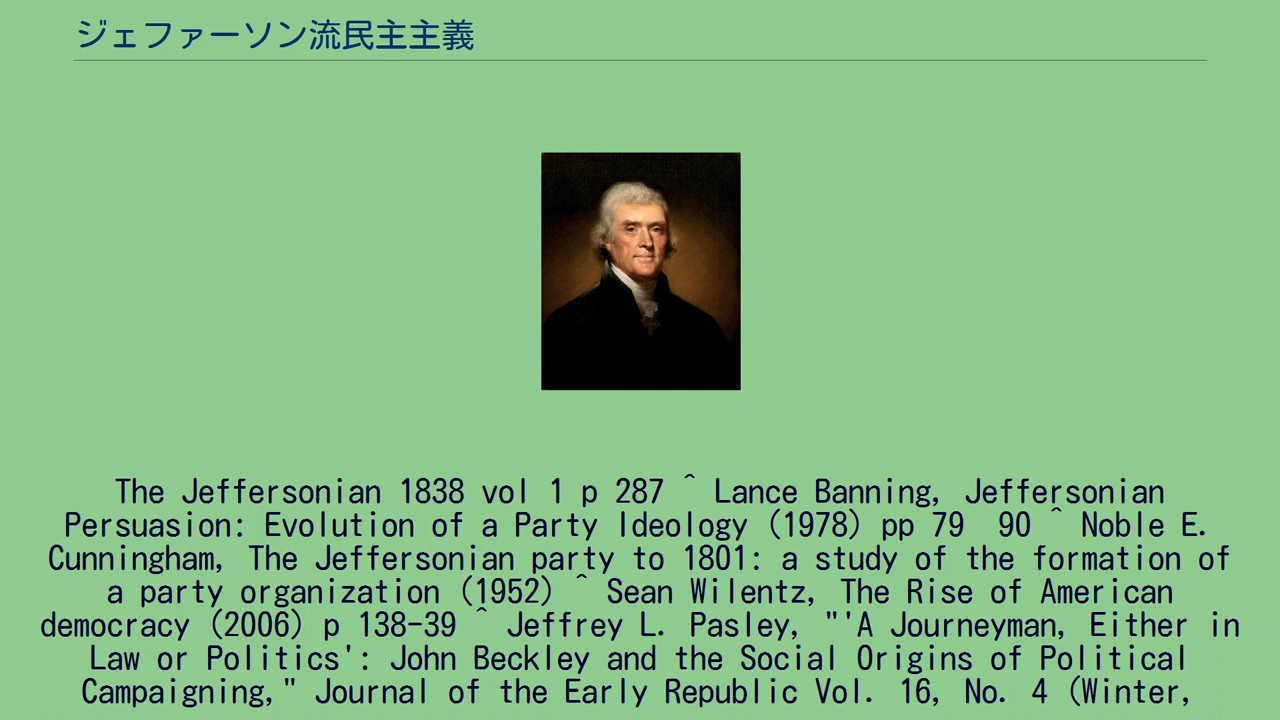 ジェファーソン流民主主義
The Jeffersonian 1838 vol 1 p 287 ^ Lance Banning, Jeffersonian
Persuasion: Evolution of a Party Ideology (1978) pp 79  90 ^ Noble E.
Cunningham, The Jeffersonian party to 1801: a study of the formation of
a party organization (1952) ^ Sean Wilentz, The Rise of American
democracy (2006) p 138-39 ^ Jeffrey L. Pasley, "'A Journeyman, Either in
Law or Politics': John Beckley and the Social Origins of Political
Campaigning," Journal of the Early Republic Vol. 16, No. 4 (Winter,